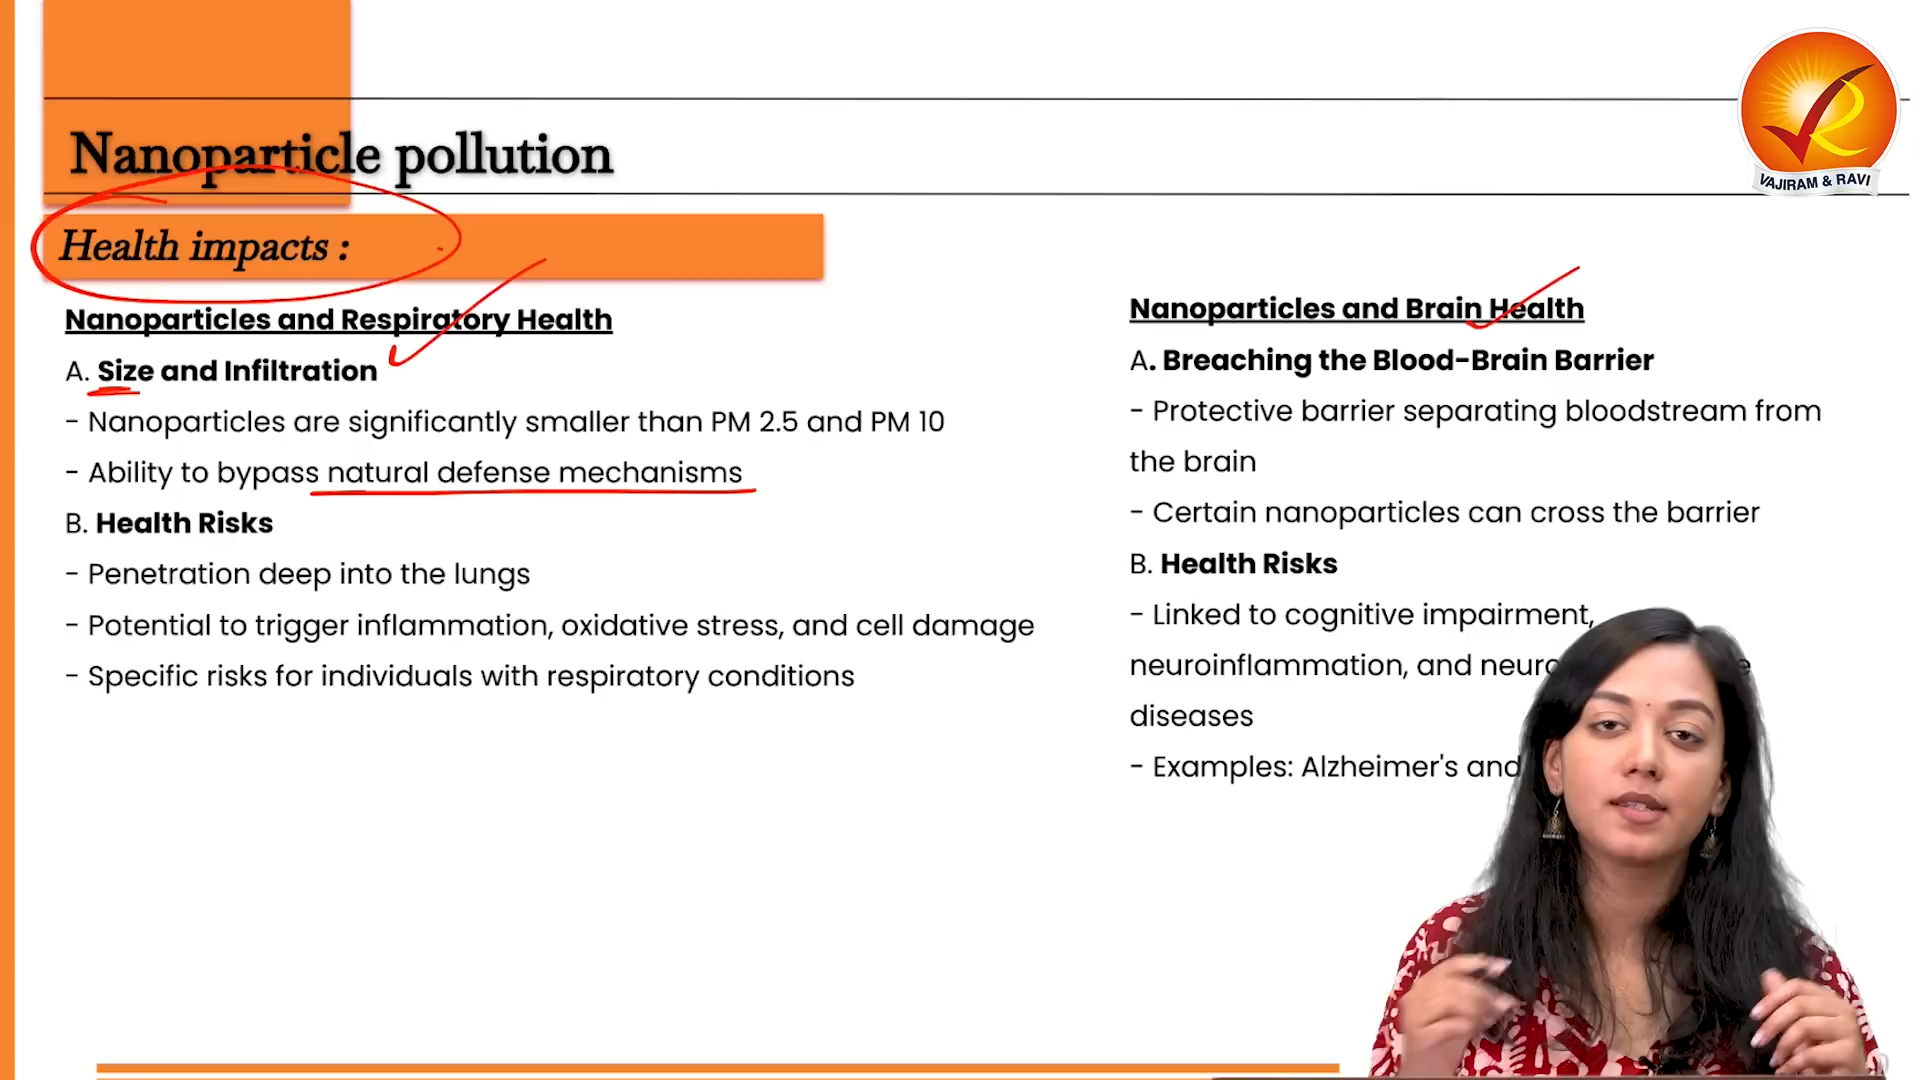 Nanoparticle pollution
VAJIRAM & RAVI
Health impacts :
Nanoparticles and Respiratory Health
A. Size and Infiltration
- Nanoparticles are significantly smaller than PM 2.5 and PM 10
- Ability to bypass natural defense mechanisms
B. Health Risks
- Penetration deep into the lungs
- Potential to trigger inflammation, oxidative stress, and cell damage
- Specific risks for individuals with respiratory conditions
Nanoparticles and Brain Health
A. Breaching the Blood-Brain Barrier
- Protective barrier separating bloodstream from
the brain
- Certain nanoparticles can cross the barrier
B. Health Risks
- Linked to cognitive impairment,
neuroinflammation, and
diseases
- Examples: Alzheimer's and